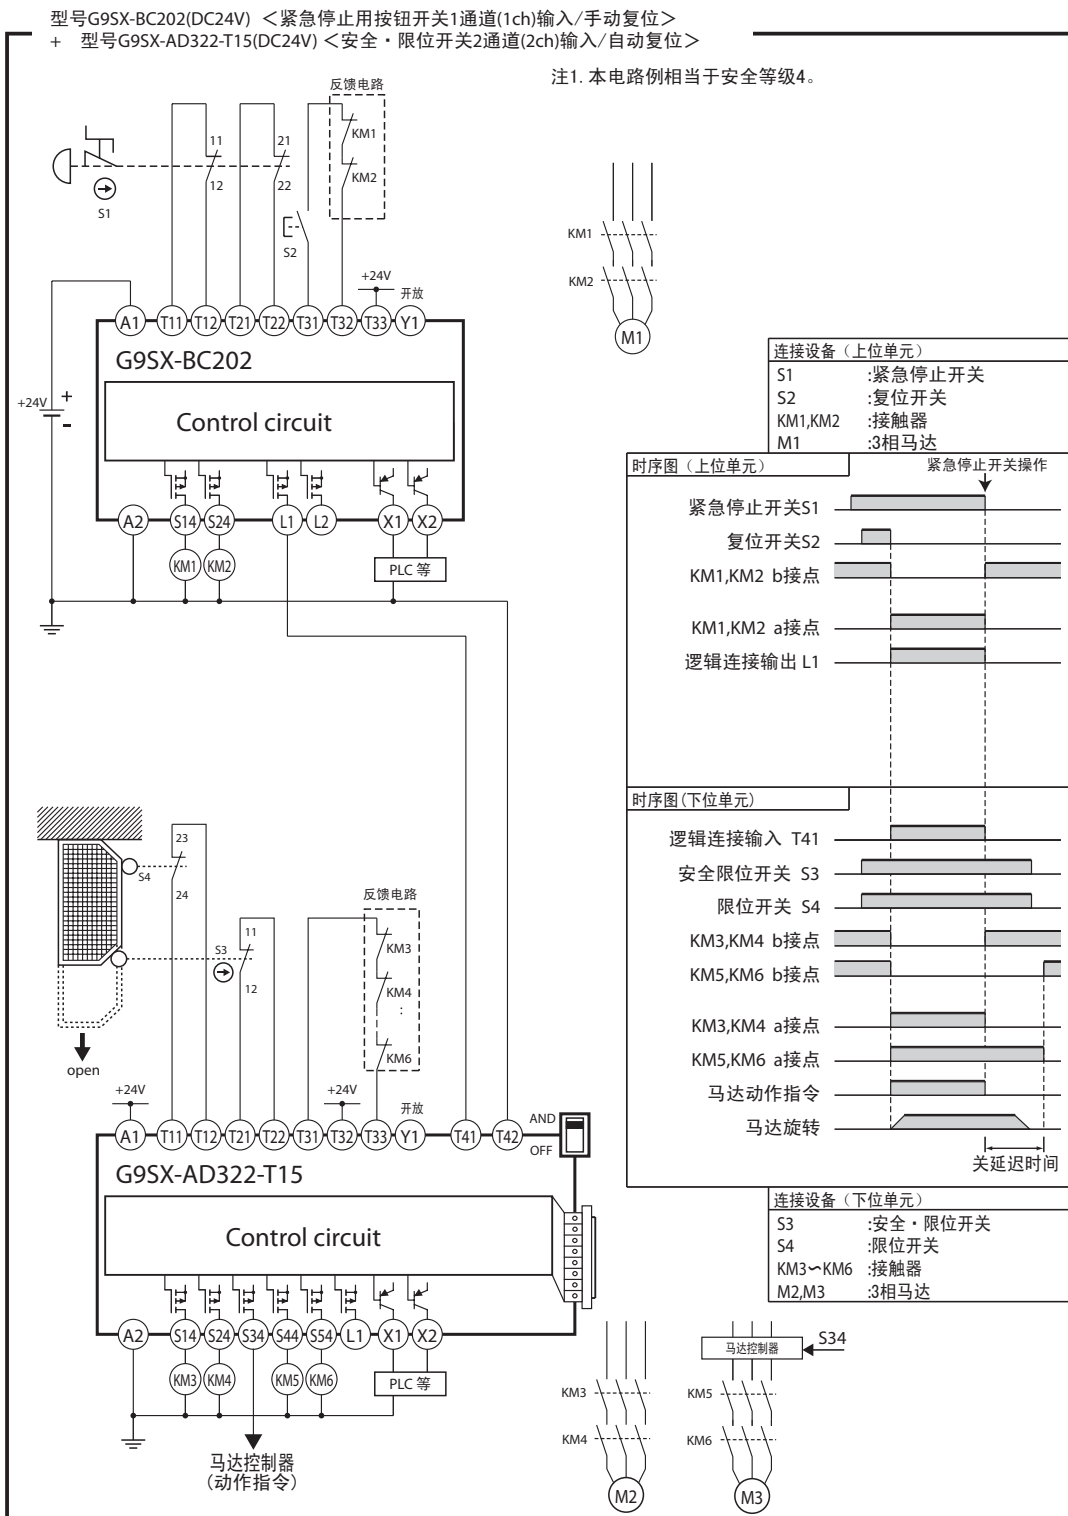 型号G9SX-BC202(DC24V) ＜紧急停止用按钮开关1通道(1ch)输入/手动复位＞
+ 型号G9SX-AD322-T15(DC24V)＜安全・限位开关2通道(2ch)输入/自动复位＞
注1. 本电路例相当于安全等级4。
反馈电路
11
12
21
22
KM1
KM2
S1
S2
+24V
开放
A1
T11
T12
T21
T22
T31
T32
T33
Y1
G9SX-BC202
Control circuit
+24V
+
-
A2
S14
S24
L1
L2
X1
X2
KM1
KM2
PLC 等
KM1
KM2
M1
连接设备（上位单元）
S1 :紧急停止开关
S2 :复位开关
KM1,KM2 :接触器
M1 :3相马达
时序图（上位单元）
紧急停止开关操作
紧急停止开关S1
复位开关S2
KM1,KM2 b接点
KM1,KM2 a接点
逻辑连接输出 L1
时序图(下位单元)
逻辑连接输入 T41
安全限位开关 S3
限位开关 S4
KM3,KM4 b接点
KM5,KM6 b接点
KM3,KM4 a接点
KM5,KM6 a接点
马达动作指令
马达旋转
关延迟时间
连接设备（下位单元）
S3 :安全・限位开关
S4 :限位开关
KM3〜KM6 :接触器
M2,M3 :3相马达
23
24
S4
S3
11
12
open
反馈电路
KM3
KM4
:
KM6
+24V
+24V
开放
A1
T11
T12
T21
T22
T31
T32
T33
Y1
T41
T42
AND
OFF
G9SX-AD322-T15
Control circuit
A2
S14
S24
S34
S44
S54
L1
X1
X2
KM3
KM4
KM5
KM6
PLC 等
马达控制器
(动作指令)
马达控制器
S34
KM3
KM4
M2
KM5
KM6
M3